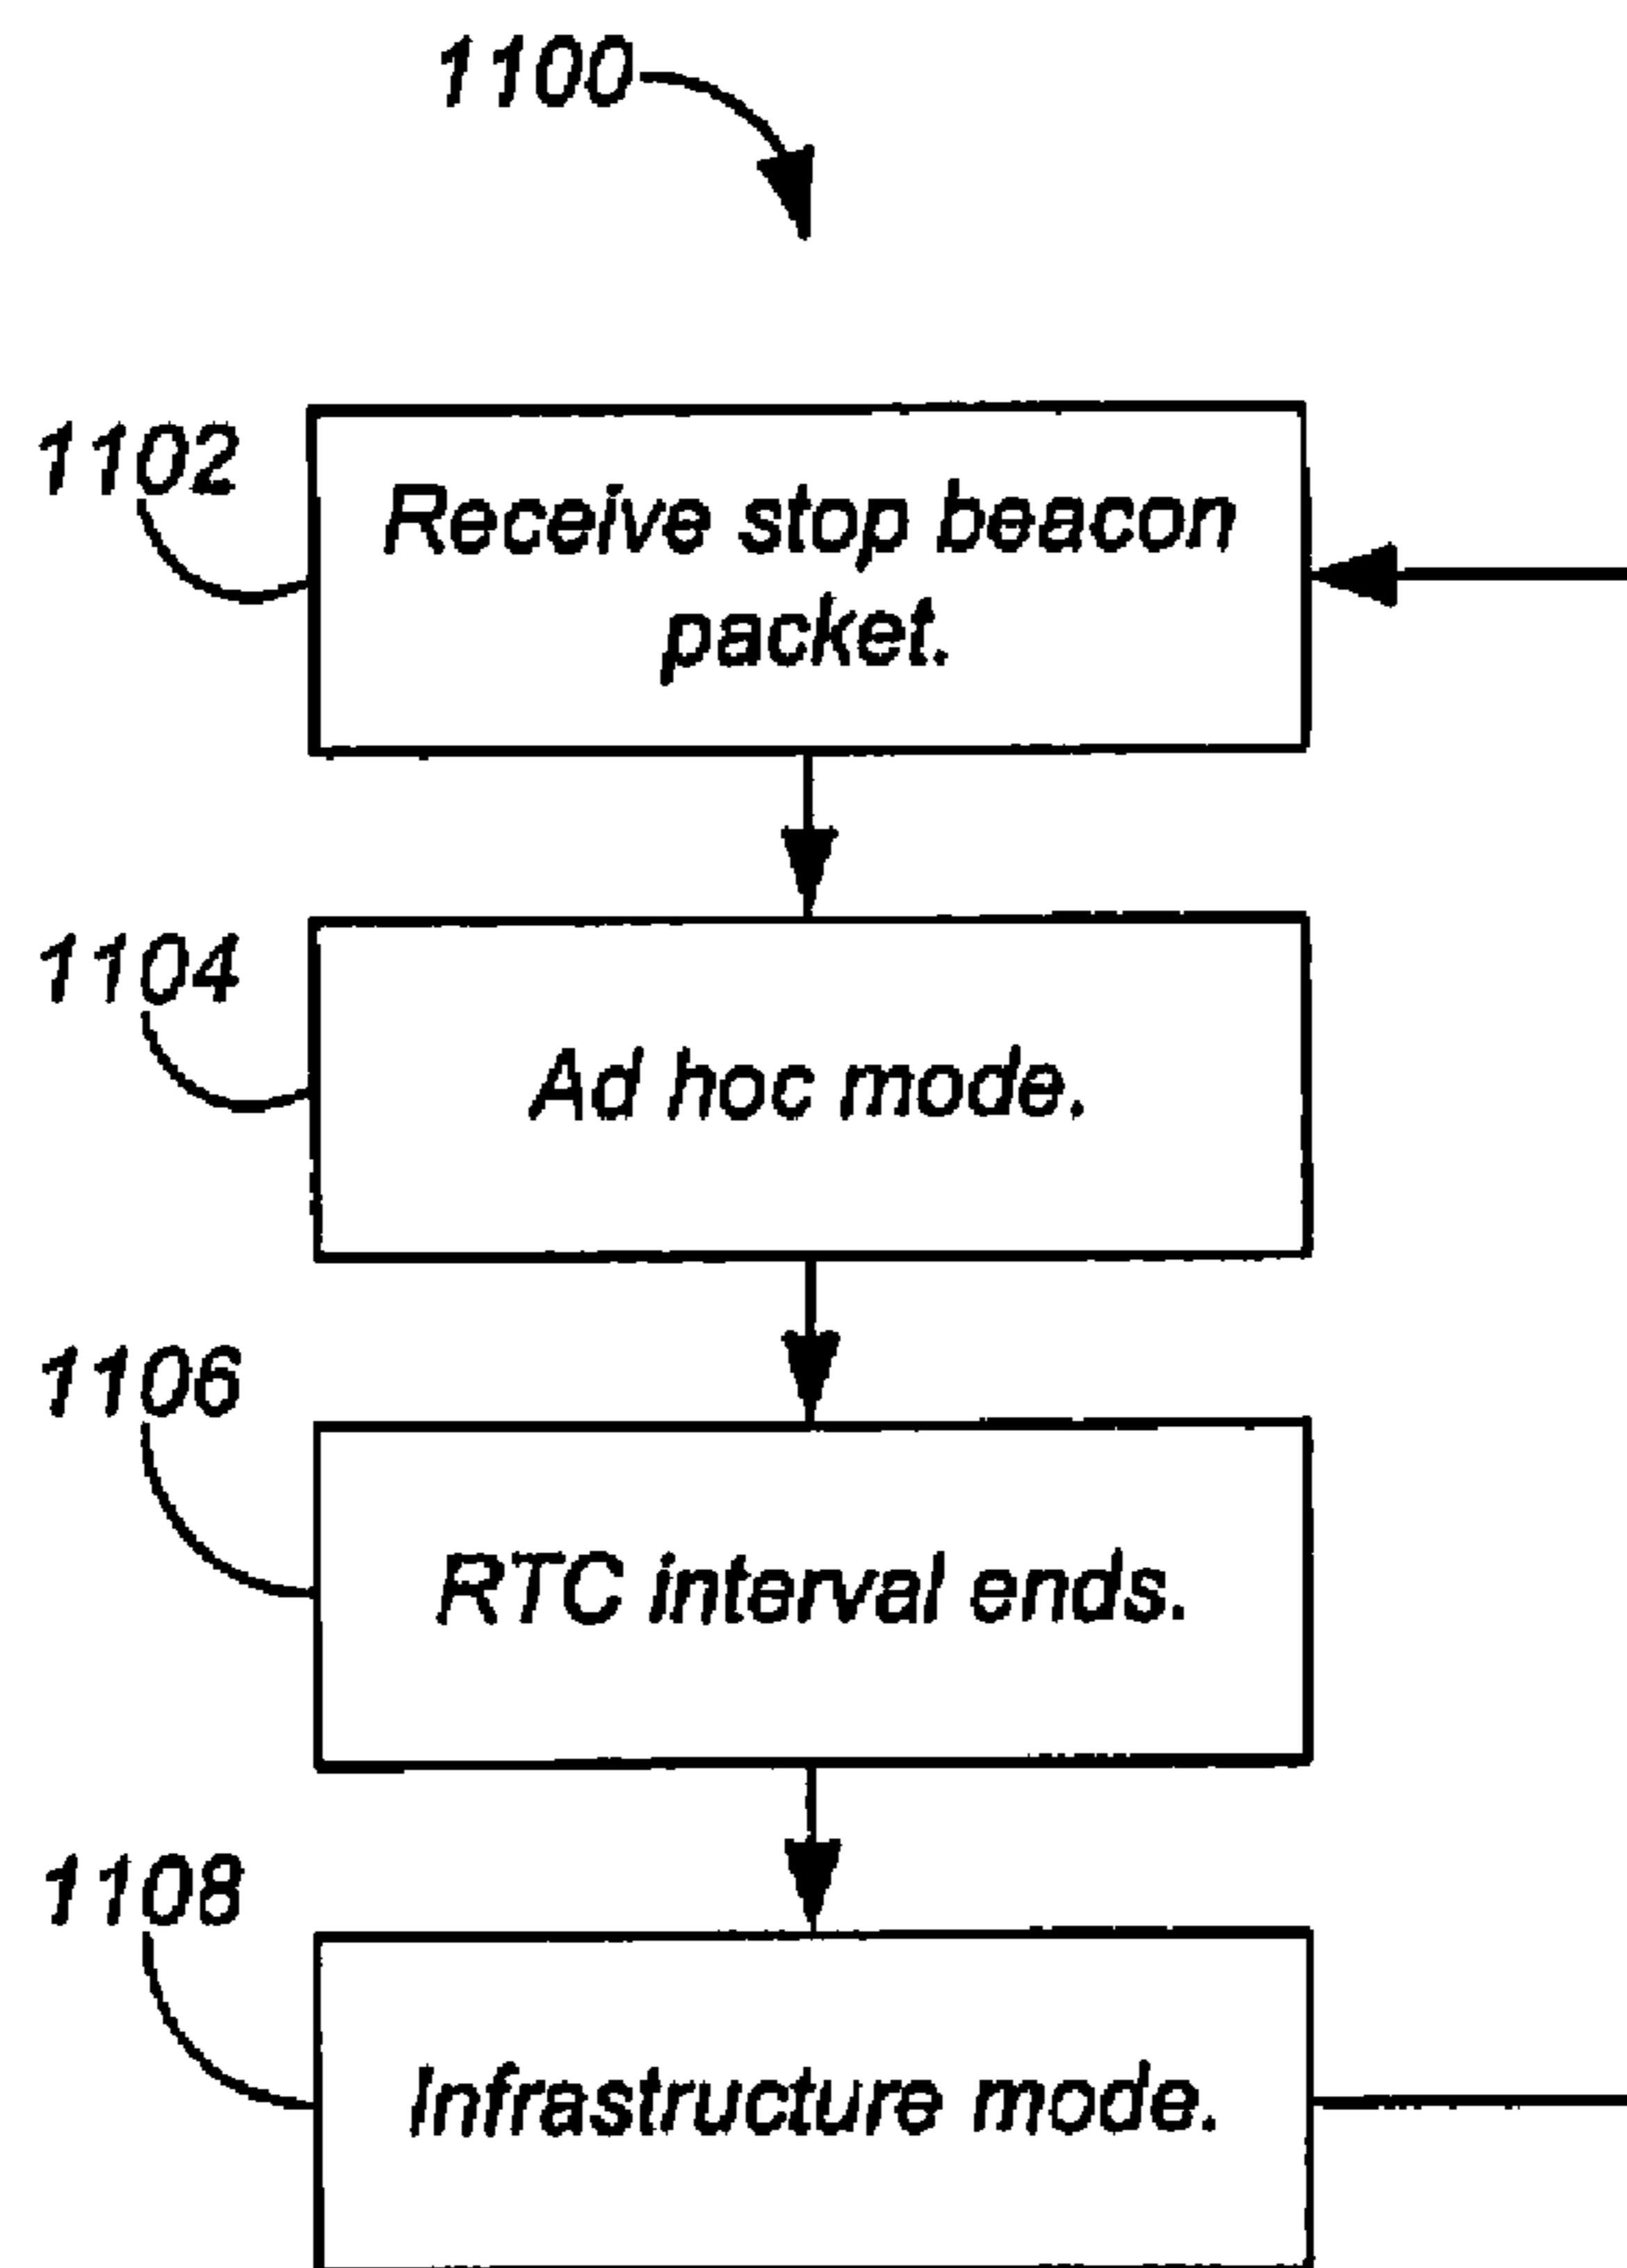 1100
1102
Receive stop beacon
packet.
1104
Ad hoc mode.
1106
RTC interval ends.
1108
Infrastructure mode.